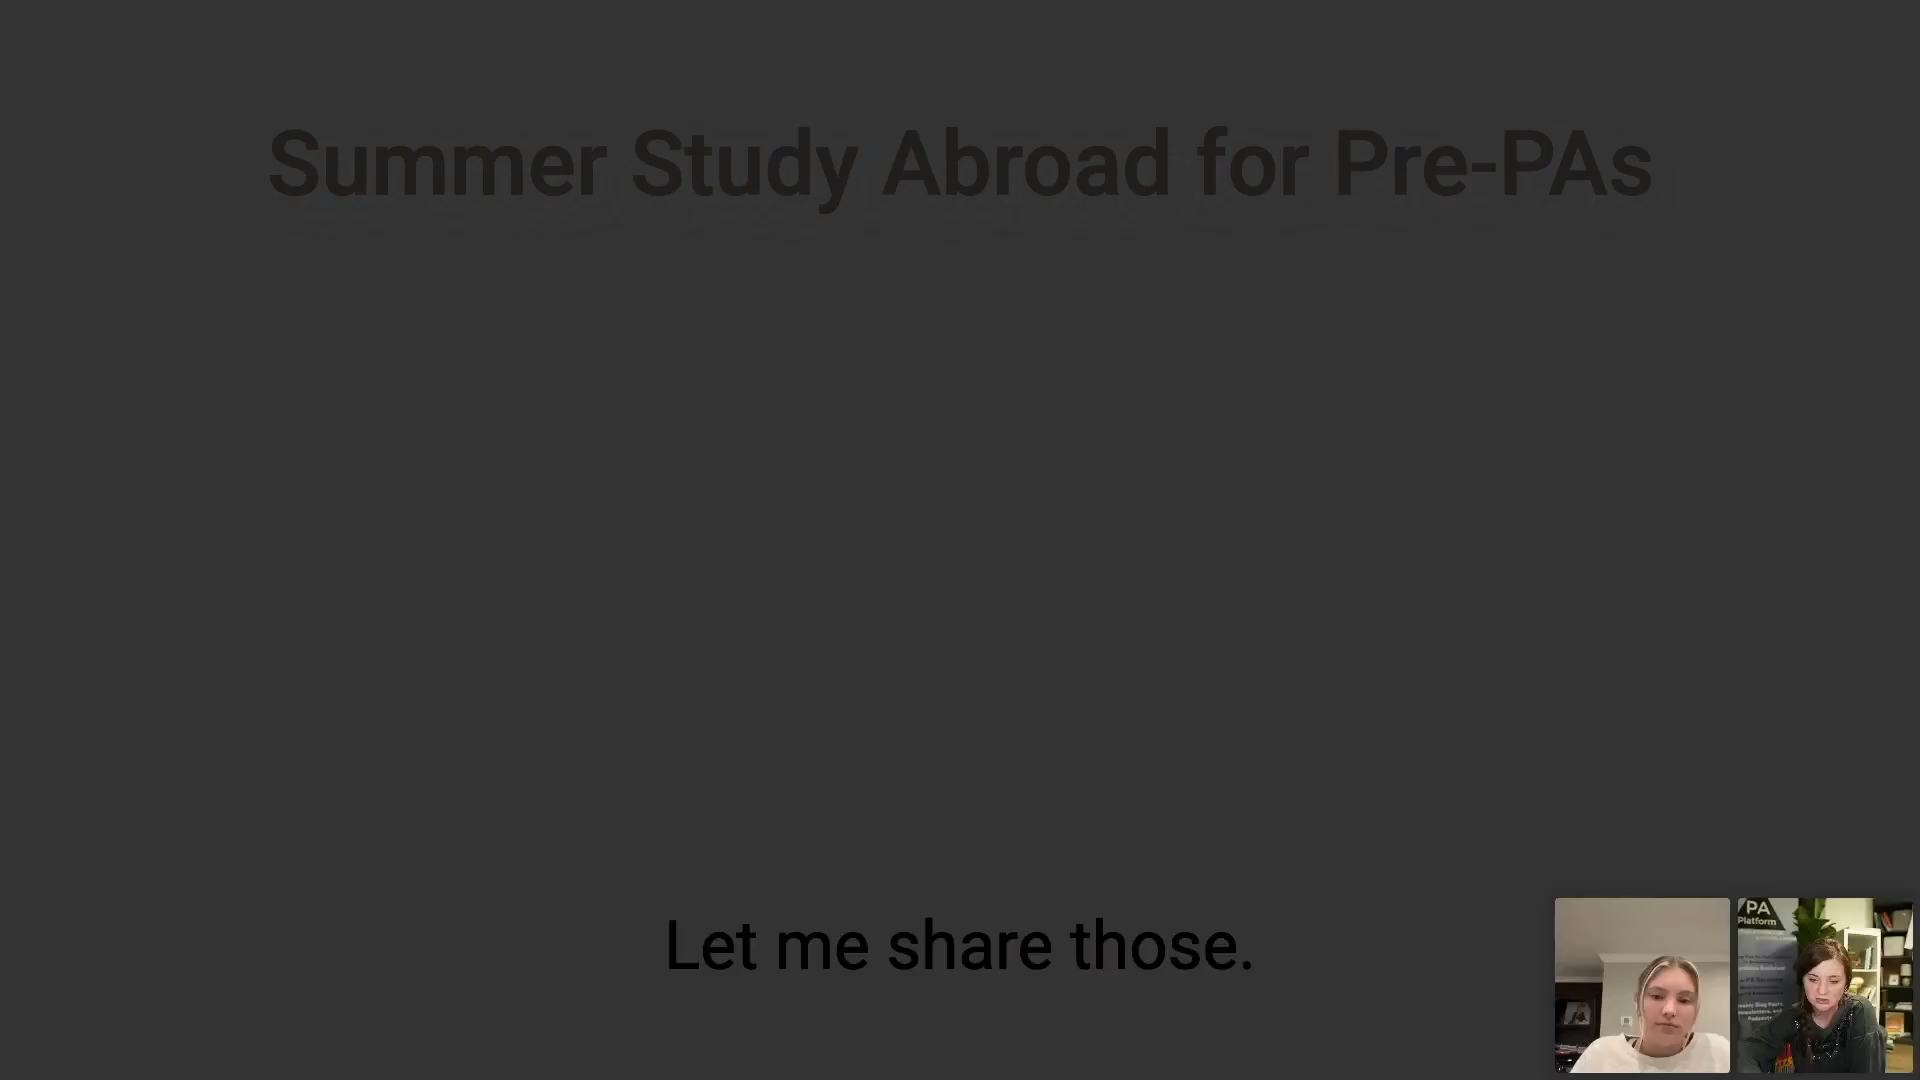 Summer Study Abroad for Pre-PAs
Let me share those.
PA
Platform